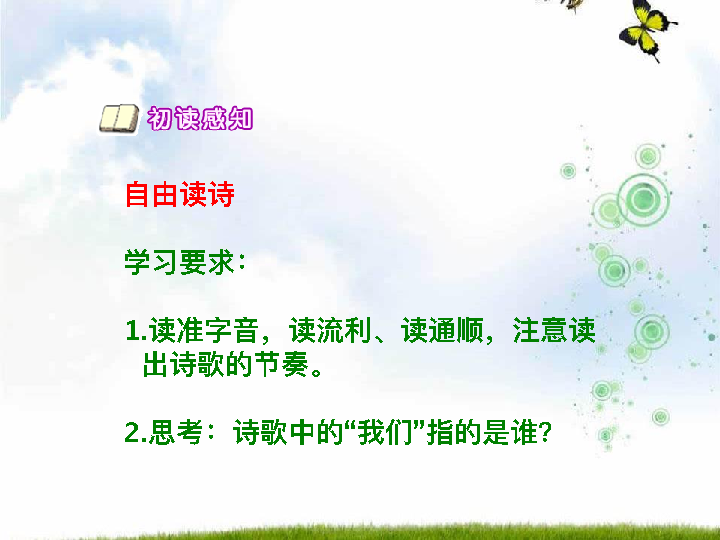 初读感知
自由读诗
学习要求：
1.读准字音，读流利、读通顺，注意读
出诗歌的节奏。
2.思考：诗歌中的“我们”指的是谁？